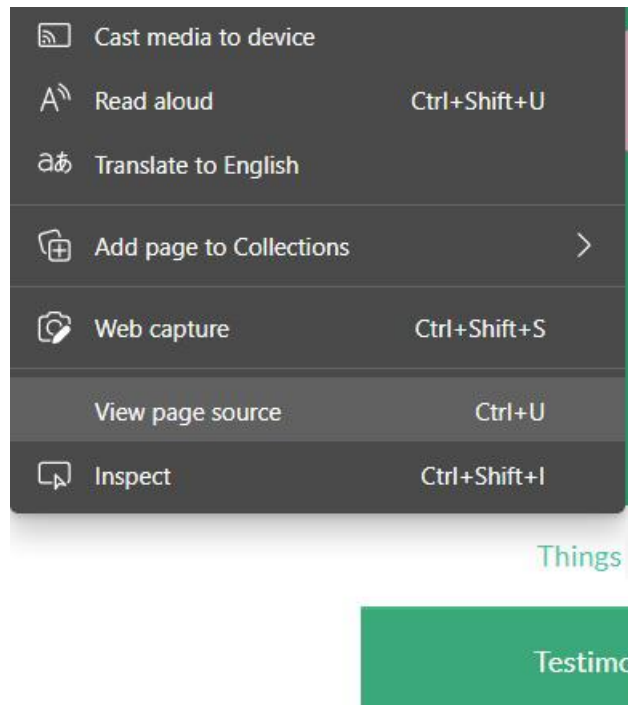 Cast media to device
Read aloud Ctrl+Shift+U
Translate to English
Add page to Collections
Web capture Ctrl+Shift+S
View page source Ctrl+U
Inspect Ctrl+Shift+I
Things
Testimo